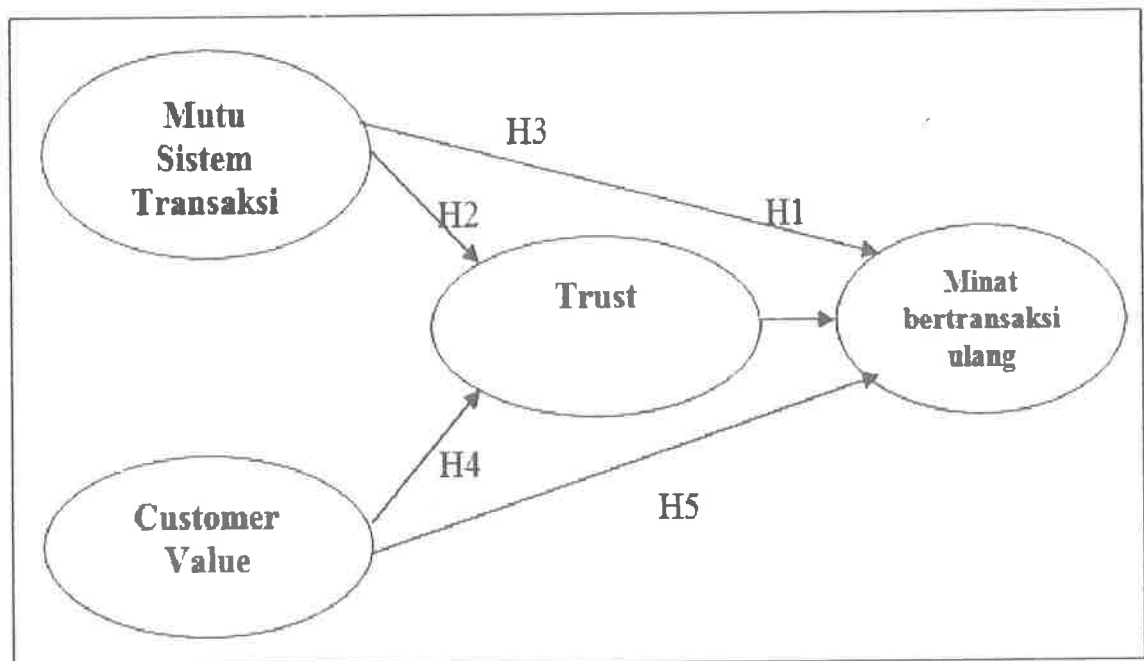 Mutu
Sistem
Transaksi
H3
H2
H1
Trust
Minat
bertransaksi
ulang
H4
Customer
Value
H5